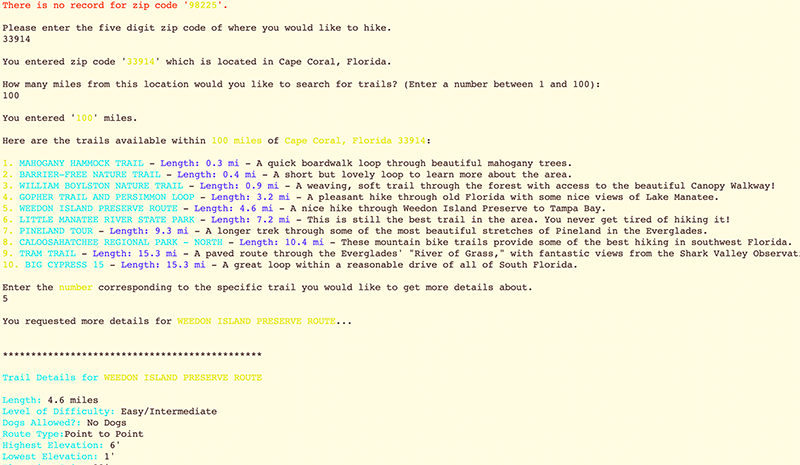 There is no record for zip code '98225'.
Please enter the five digit zip code of where you would like to hike.
33914
You entered zip code '33914' which is located in Cape Coral, Florida.
How many miles from this location would you like to search for trails? (Enter a number between 1 and 100):
100
You entered '100' miles.
Here are the trails available within 100 miles of Cape Coral, Florida 33914:
1. MAHOGANY HAMMOCK TRAIL - Length: 0.3 mi - A quick boardwalk loop through beautiful mahogany trees.
2. BARRIER-FREE NATURE TRAIL - Length: 0.4 mi - A short but lovely loop to learn more about the area.
3. WILLIAM BOYLSTON NATURE TRAIL - Length: 0.9 mi - A weaving, soft trail through the forest with access to the beautiful Canopy Walkway!
4. GOPHER TRAIL AND PERSIMMON LOOP - Length: 3.2 mi - A pleasant hike through old Florida with some nice views of Lake Manatee.
5. WEEDON ISLAND PRESERVE ROUTE - Length: 4.6 mi - A nice hike through Weedon Island Preserve to Tampa Bay.
6. LITTLE MANATEE RIVER STATE PARK - Length: 7.2 mi - This is still the best trail in the area. You never get tired of hiking it!
7. PINELAND TOUR - Length: 9.3 mi - A longer trek through some of the most beautiful stretches of Pineland in the Everglades.
8. CALOOSAHATCHEE REGIONAL PARK - NORTH - Length: 10.4 mi - These mountain bike trails provide some of the best hiking in southwest Florida.
9. TRAM TRAIL - Length: 15.3 mi - A paved route through the Everglades' "River of Grass," with fantastic views from the Shark Valley Observati
10. BIG CYPRESS 15 - Length: 15.3 mi - A great loop within a reasonable drive of all of South Florida.
Enter the number corresponding to the specific trail you would like to get more details about.
5
You requested more details for WEEDON ISLAND PRESERVE ROUTE...
**********************************************
Trail Details for WEEDON ISLAND PRESERVE ROUTE
Length: 4.6 miles
Level of Difficulty: Easy/Intermediate
Dogs Allowed?: No Dogs
Route Type:Point to Point
Highest Elevation: 6'
Lowest Elevation: 1'